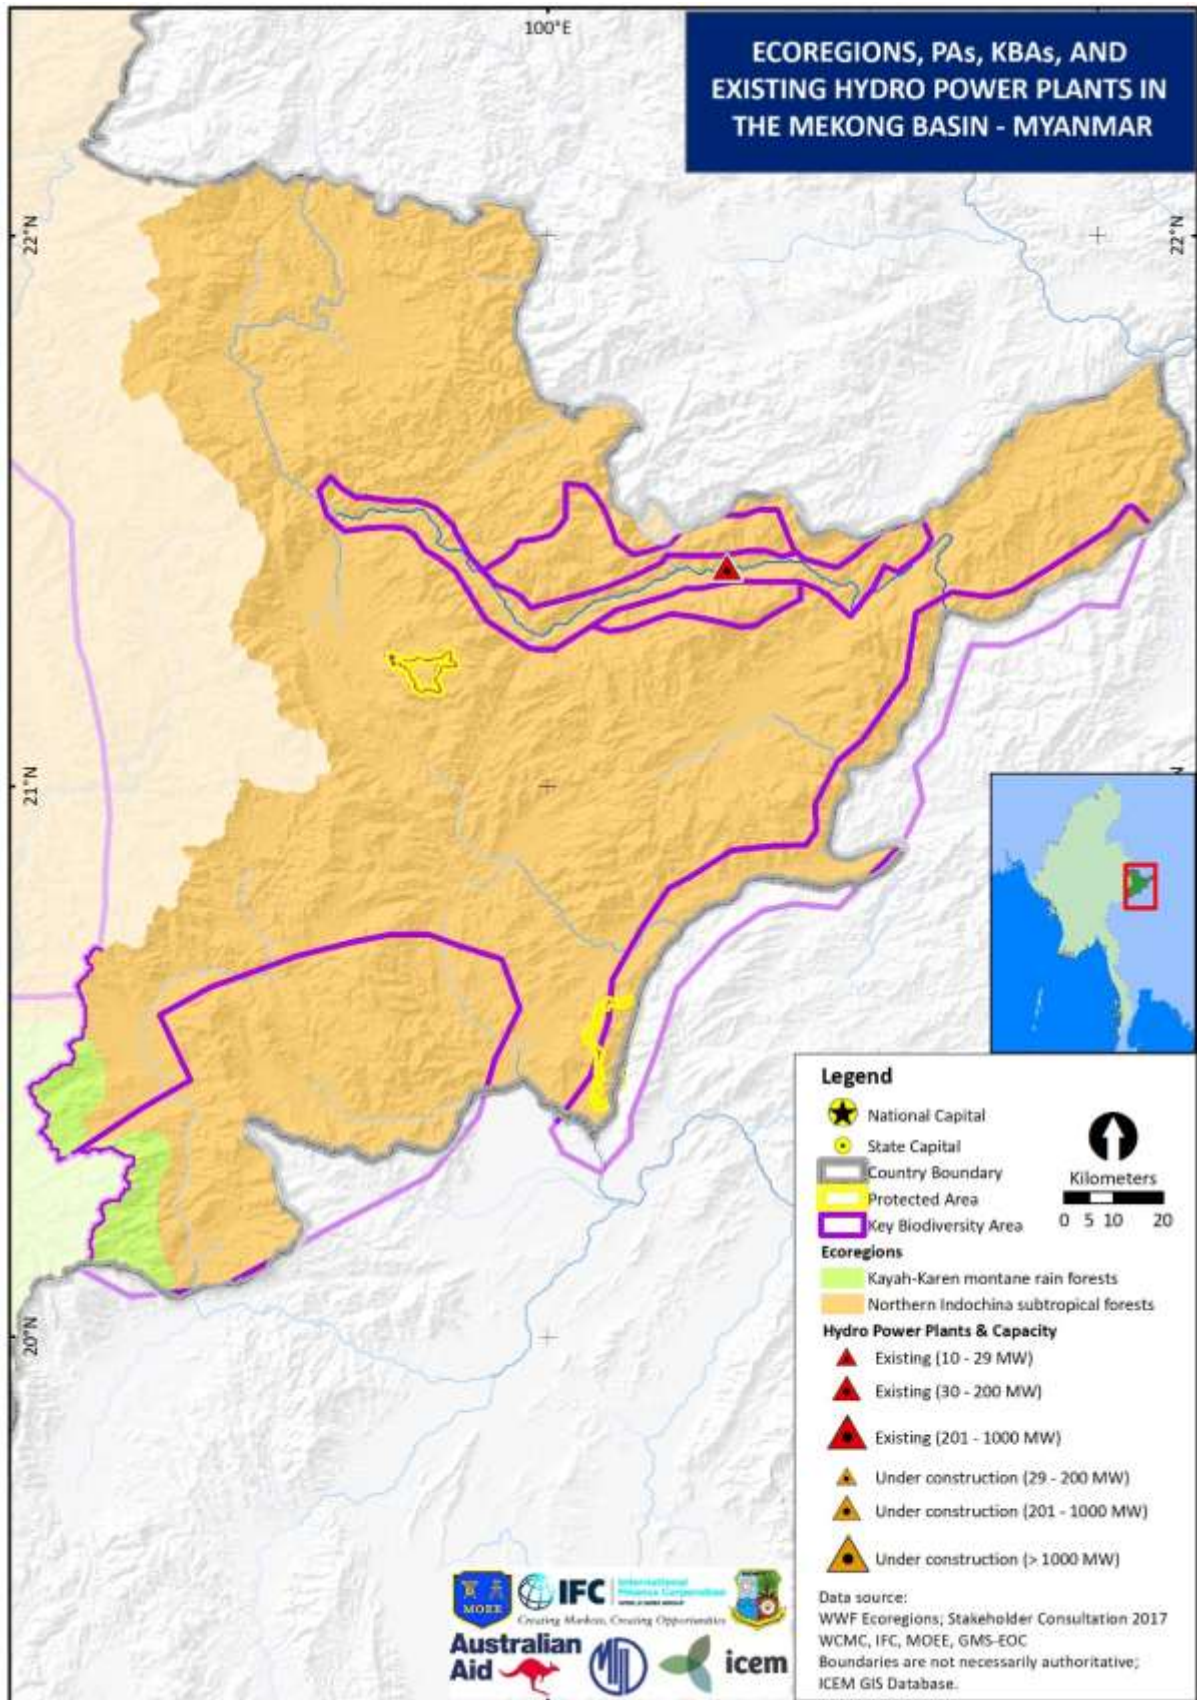 100°E
ECOREGIONS, PAs, KBAs, AND
EXISTING HYDRO POWER PLANTS IN
THE MEKONG BASIN - MYANMAR
22°N
22°N
21°N
N
20°N
Legend
National Capital
State Capital
Country Boundary
Protected Area
Key Biodiversity Area
Kilometers
0 5 10 20
Ecoregions
Kayah-Karen montane rain forests
Northern Indochina subtropical forests
Hydro Power Plants & Capacity
Existing (10 - 29 MW)
Existing (30 - 200 MW)
Existing (201 - 1000 MW)
Under construction (29 - 200 MW)
Under construction (201 - 1000 MW)
Under construction (> 1000 MW)
Data source:
WWF Ecoregions; Stakeholder Consultation 2017
WCMC, IFC, MOEE, GMS-EOC
Boundaries are not necessarily authoritative;
ICEM GIS Database.
MOEE
IFC
International
Finance Corporation
Creating Markets, Creating Opportunities
Australian
Aid
icem